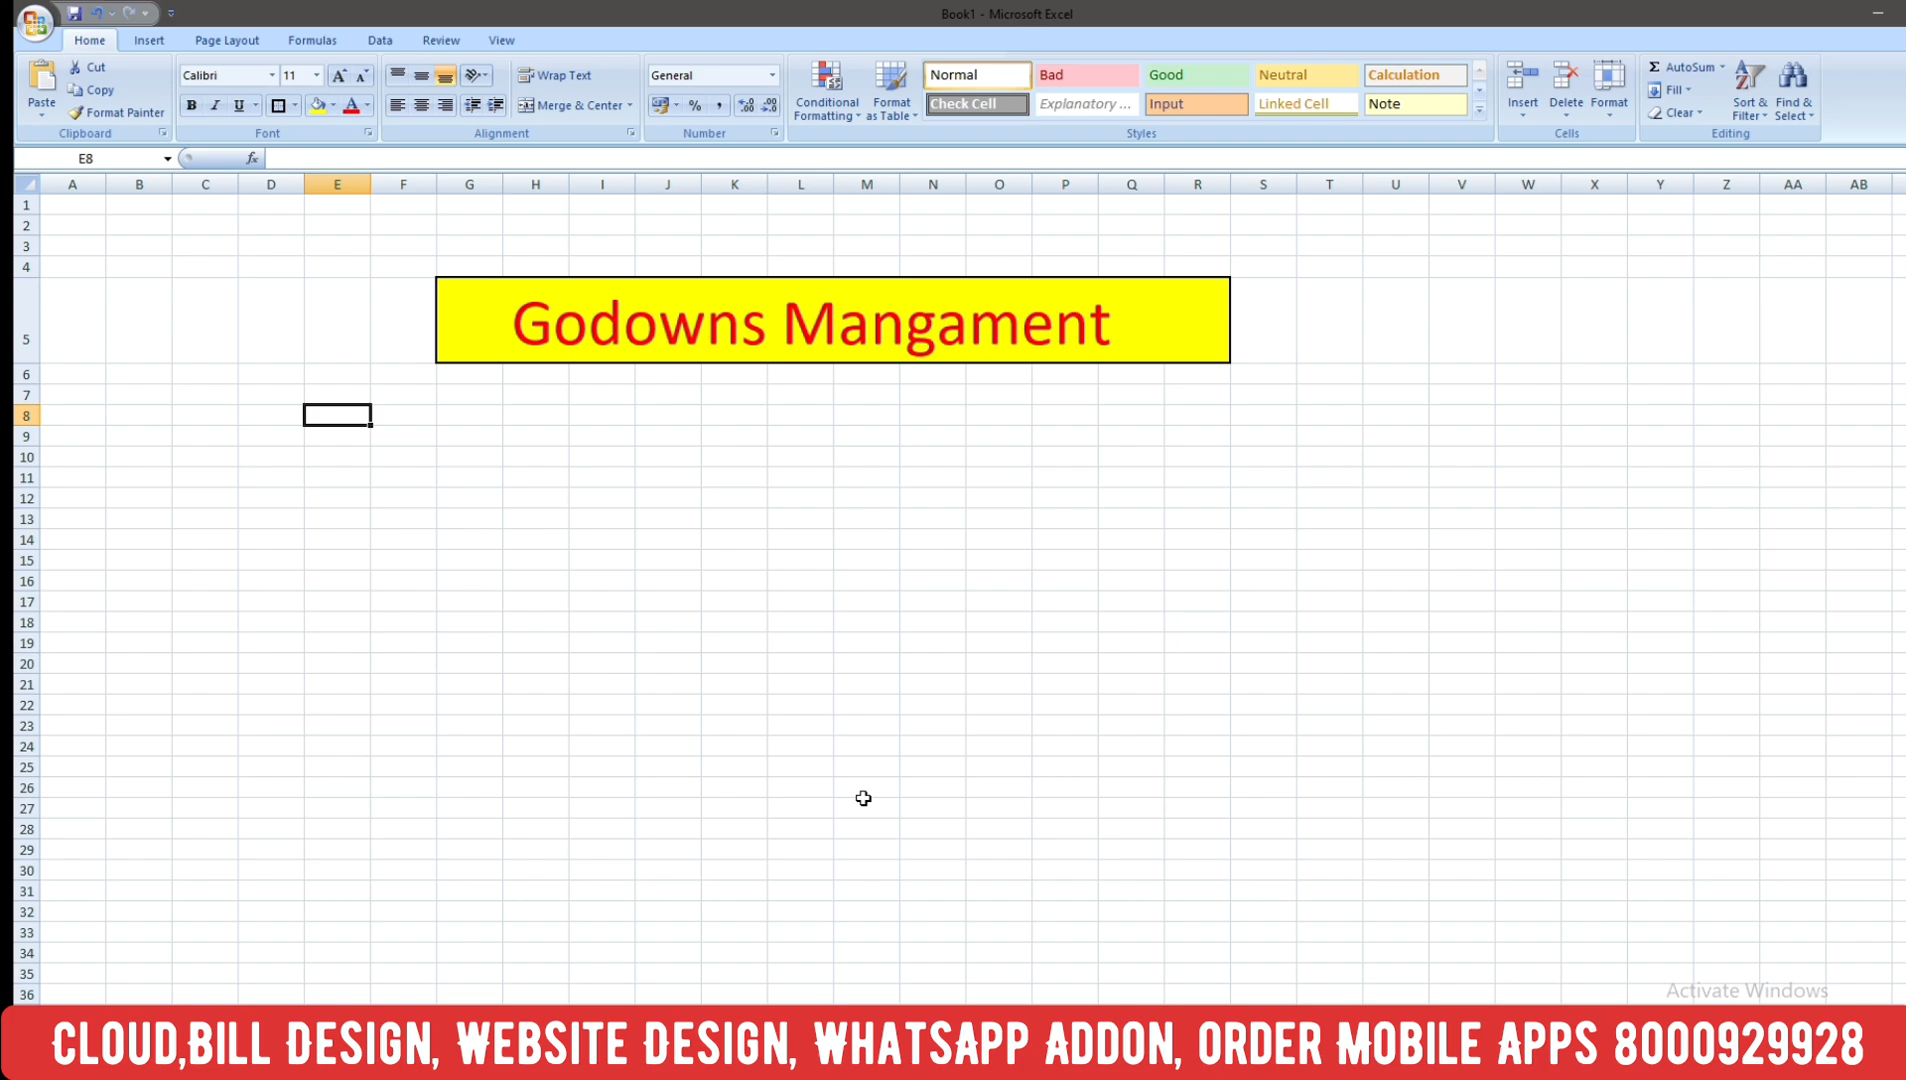 Book1 - Microsoft Excel
Home Insert Page Layout Formulas Data Review View
Paste Cut Copy Format Painter Clipboard
Calibri 11 Font
Wrap Text Merge & Center Alignment
General Number
Conditional Formatting Format as Table
Normal Bad Good Neutral Calculation
Check Cell Explanatory ... Input Linked Cell Note
Styles
Insert Delete Format Cells
AutoSum Fill Clear Sort & Filter Find & Select Editing
E8 fx
A B C D E F G H I J K L M N O P Q R S T U V W X Y Z AA AB
1
2
3
4
5 Godowns Mangament
6
7
8
9
10
11
12
13
14
15
16
17
18
19
20
21
22
23
24
25
26
27
28
29
30
31
32
33
34
35
36
Activate Windows
CLOUD,BILL DESIGN, WEBSITE DESIGN, WHATSAPP ADDON, ORDER MOBILE APPS 8000929928